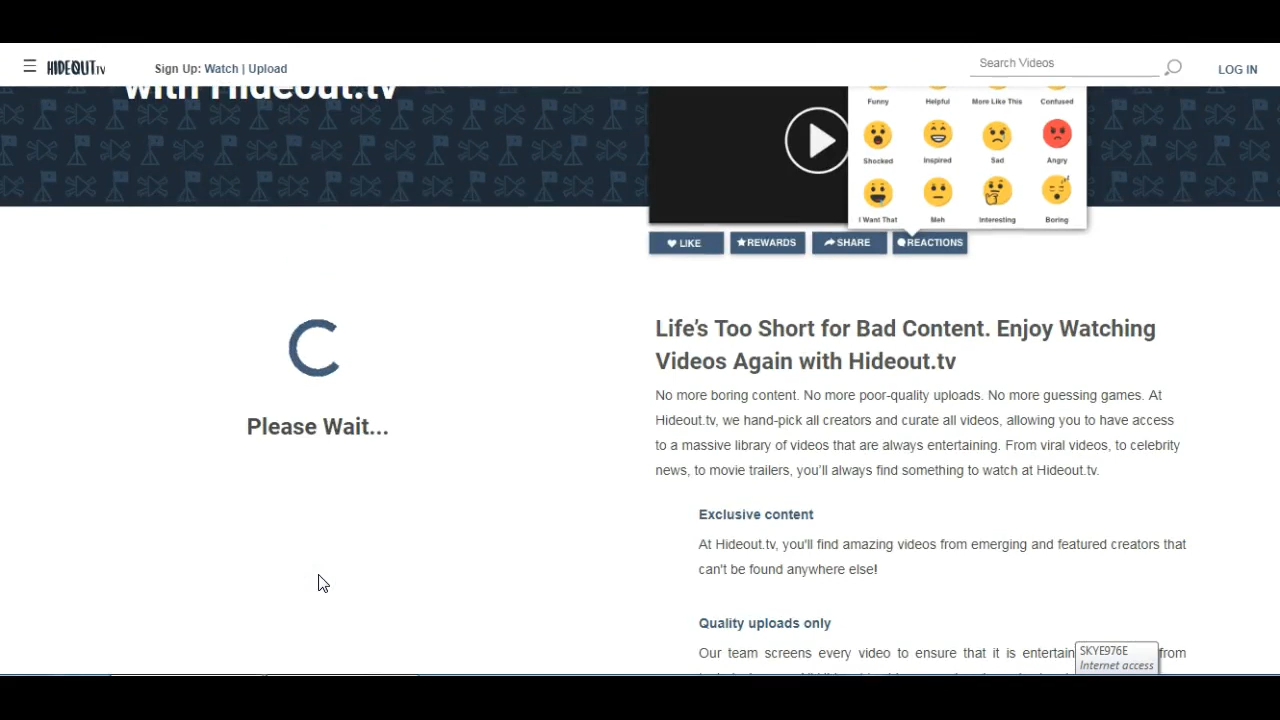 HIDEOUT.TV
Sign Up: Watch | Upload
Search Videos
LOG IN
with Hideout.tv
Funny
Helpful
More Like This
Confused
Shocked
Inspired
Sad
Angry
I Want That
Meh
Interesting
Boring
LIKE
REWARDS
SHARE
REACTIONS
Please Wait...
Life’s Too Short for Bad Content. Enjoy Watching
Videos Again with Hideout.tv
No more boring content. No more poor-quality uploads. No more guessing games. At
Hideout.tv, we hand-pick all creators and curate all videos, allowing you to have access
to a massive library of videos that are always entertaining. From viral videos, to celebrity
news, to movie trailers, you’ll always find something to watch at Hideout.tv.
Exclusive content
At Hideout.tv, you'll find amazing videos from emerging and featured creators that
can't be found anywhere else!
Quality uploads only
Our team screens every video to ensure that it is entertain from
SKYE976E
Internet access